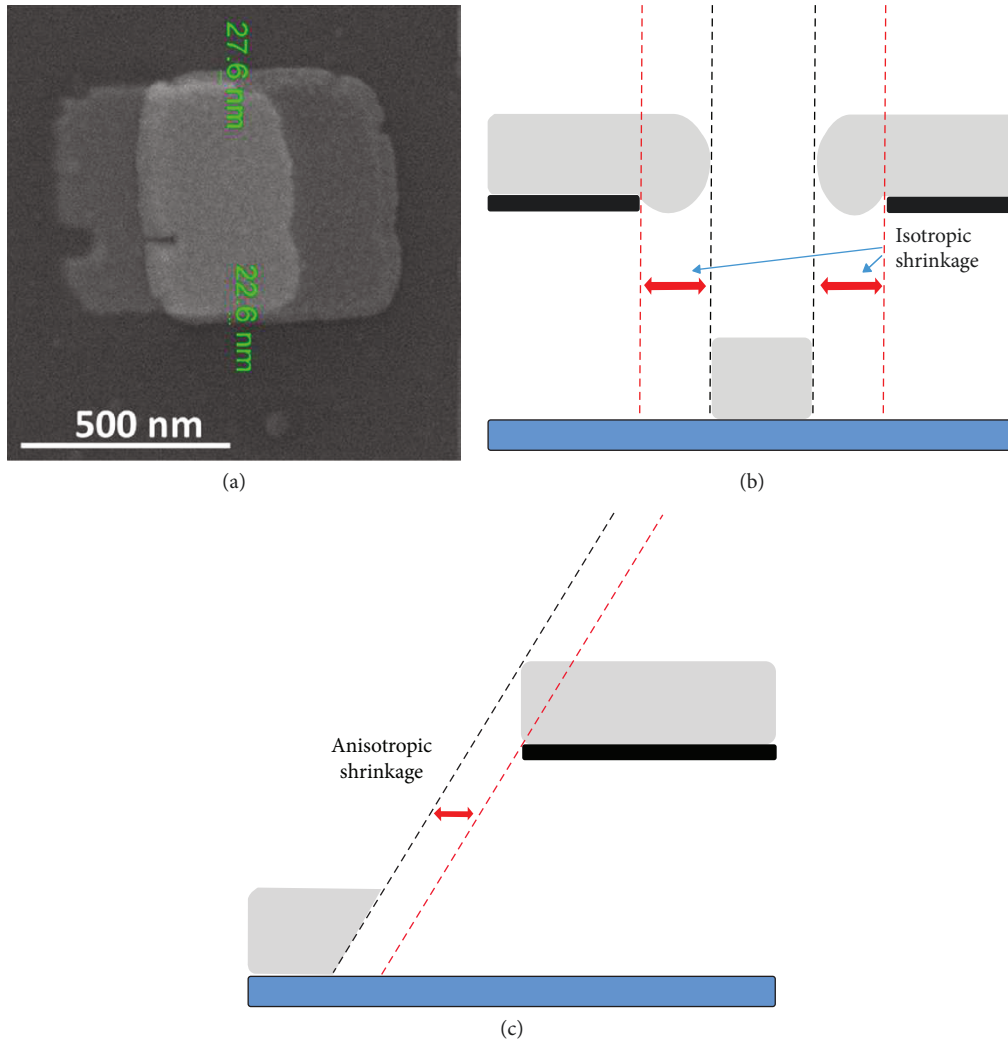 27.6 nm
22.6 nm
500 nm
(a)
Isotropic
shrinkage
(b)
Anisotropic
shrinkage
(c)